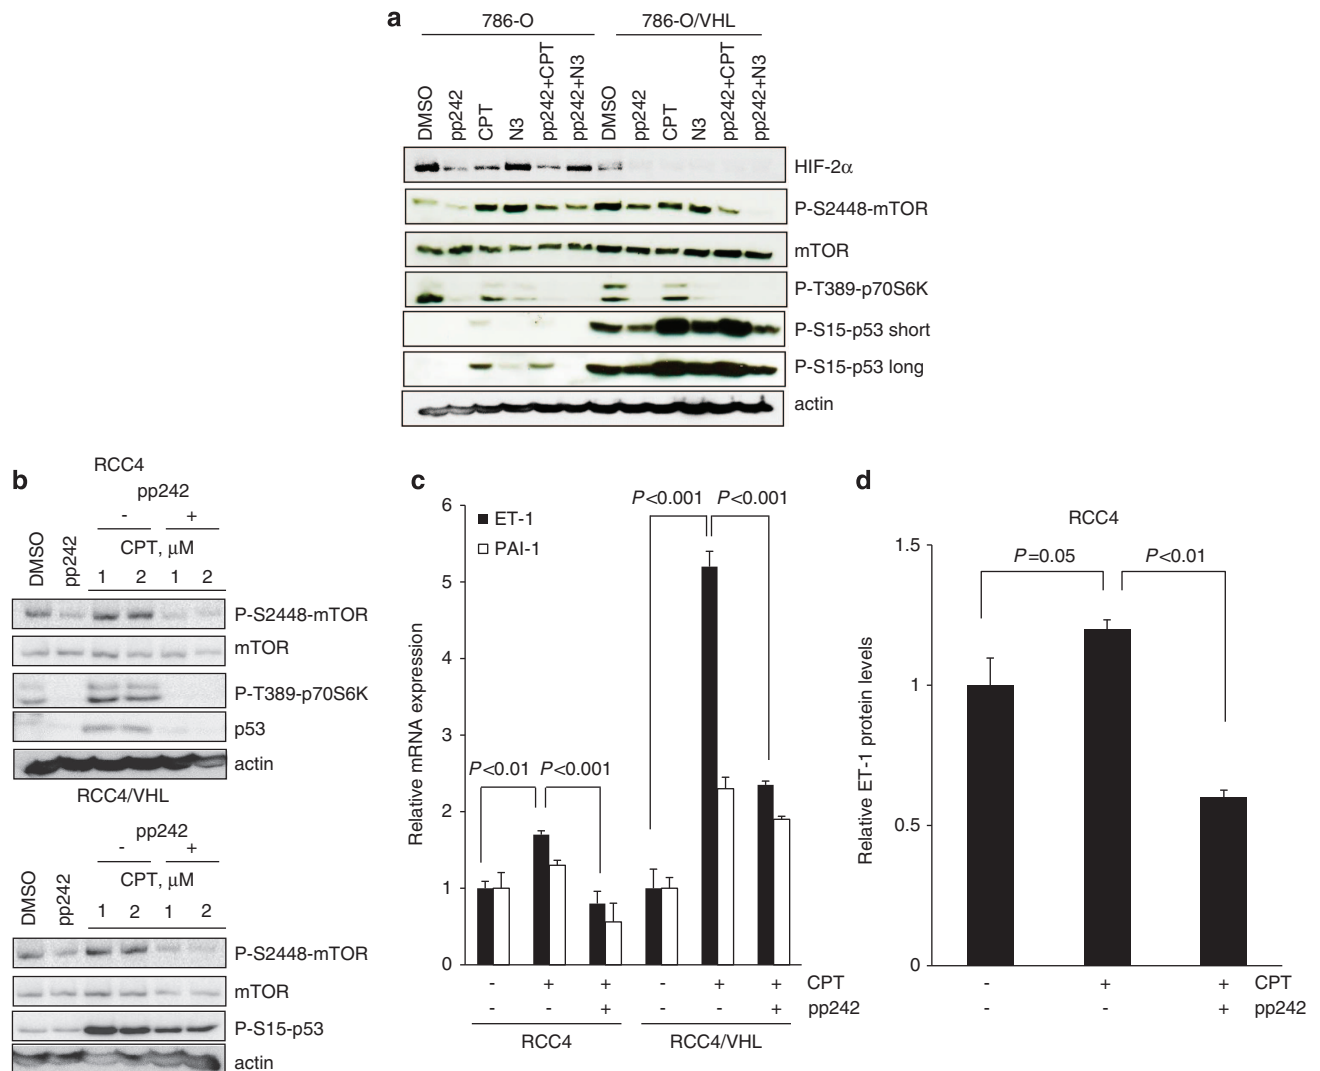 a
786-O
786-O/VHL
DMSO
pp242
CPT
N3
pp242+CPT
pp242+N3
DMSO
pp242
CPT
N3
pp242+CPT
pp242+N3
HIF-2α
P-S2448-mTOR
mTOR
P-T389-p70S6K
P-S15-p53 short
P-S15-p53 long
actin
b
RCC4
pp242
- +
CPT, μM
DMSO
pp242
1 2 1 2
P-S2448-mTOR
mTOR
P-T389-p70S6K
p53
actin
RCC4/VHL
pp242
- +
CPT, μM
DMSO
pp242
1 2 1 2
P-S2448-mTOR
mTOR
P-S15-p53
actin
c
Relative mRNA expression
6
5
4
3
2
1
0
ET-1
PAI-1
P<0.01
P<0.001
P<0.001
P<0.001
- + + - + + CPT
- - + - - + pp242
RCC4
RCC4/VHL
d
RCC4
Relative ET-1 protein levels
1.5
1
0.5
0
P=0.05
P<0.01
- + + CPT
- - + pp242